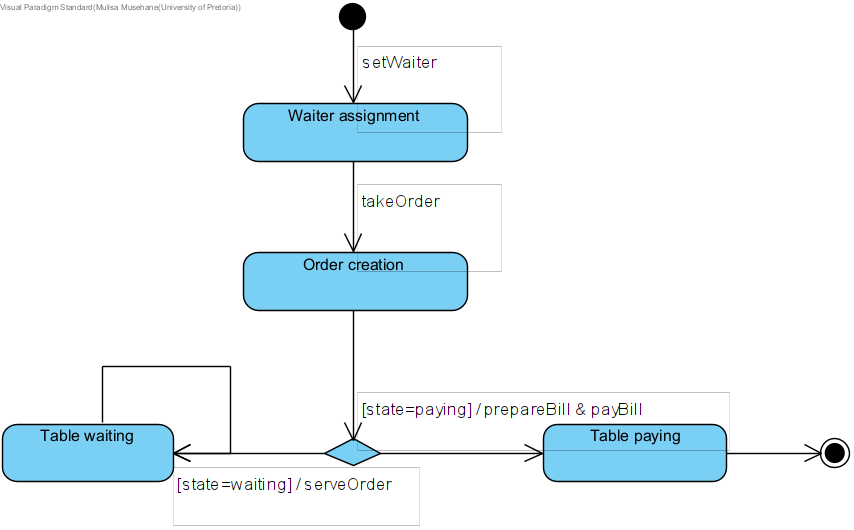 Visual Paradigm Standard(Mulisa Musehane(University of Pretoria))
setWaiter
Waiter assignment
takeOrder
Order creation
[state=paying] / prepareBill & payBill
Table waiting
Table paying
[state=waiting] / serveOrder